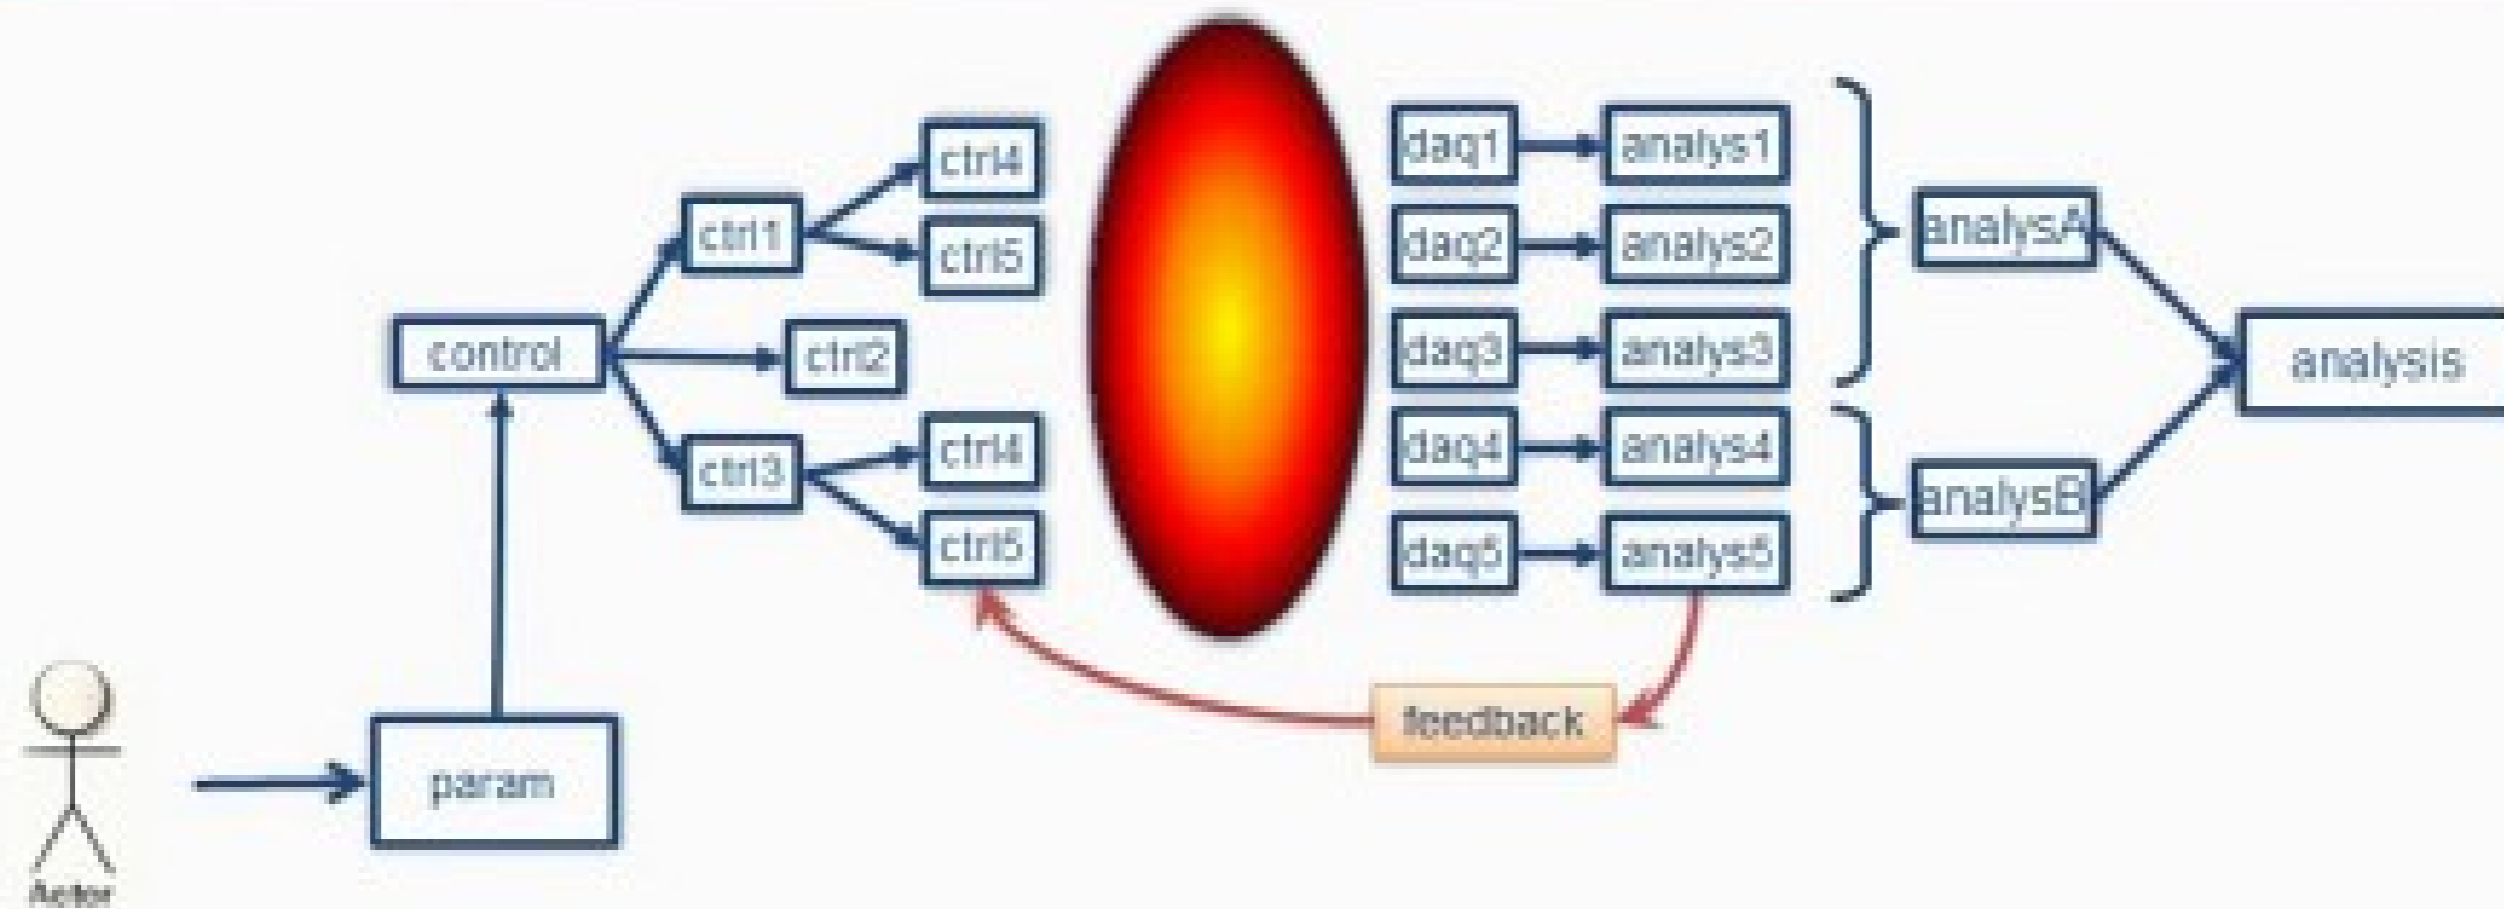 ctrl4
daq1
analys1
ctrl1
analysA
ctrl5
daq2
analys2
control
ctrl2
daq3
analys3
analysis
ctrl3
ctrl4
daq4
analys4
analysB
ctrl5
daq5
analys5
feedback
param
Actor